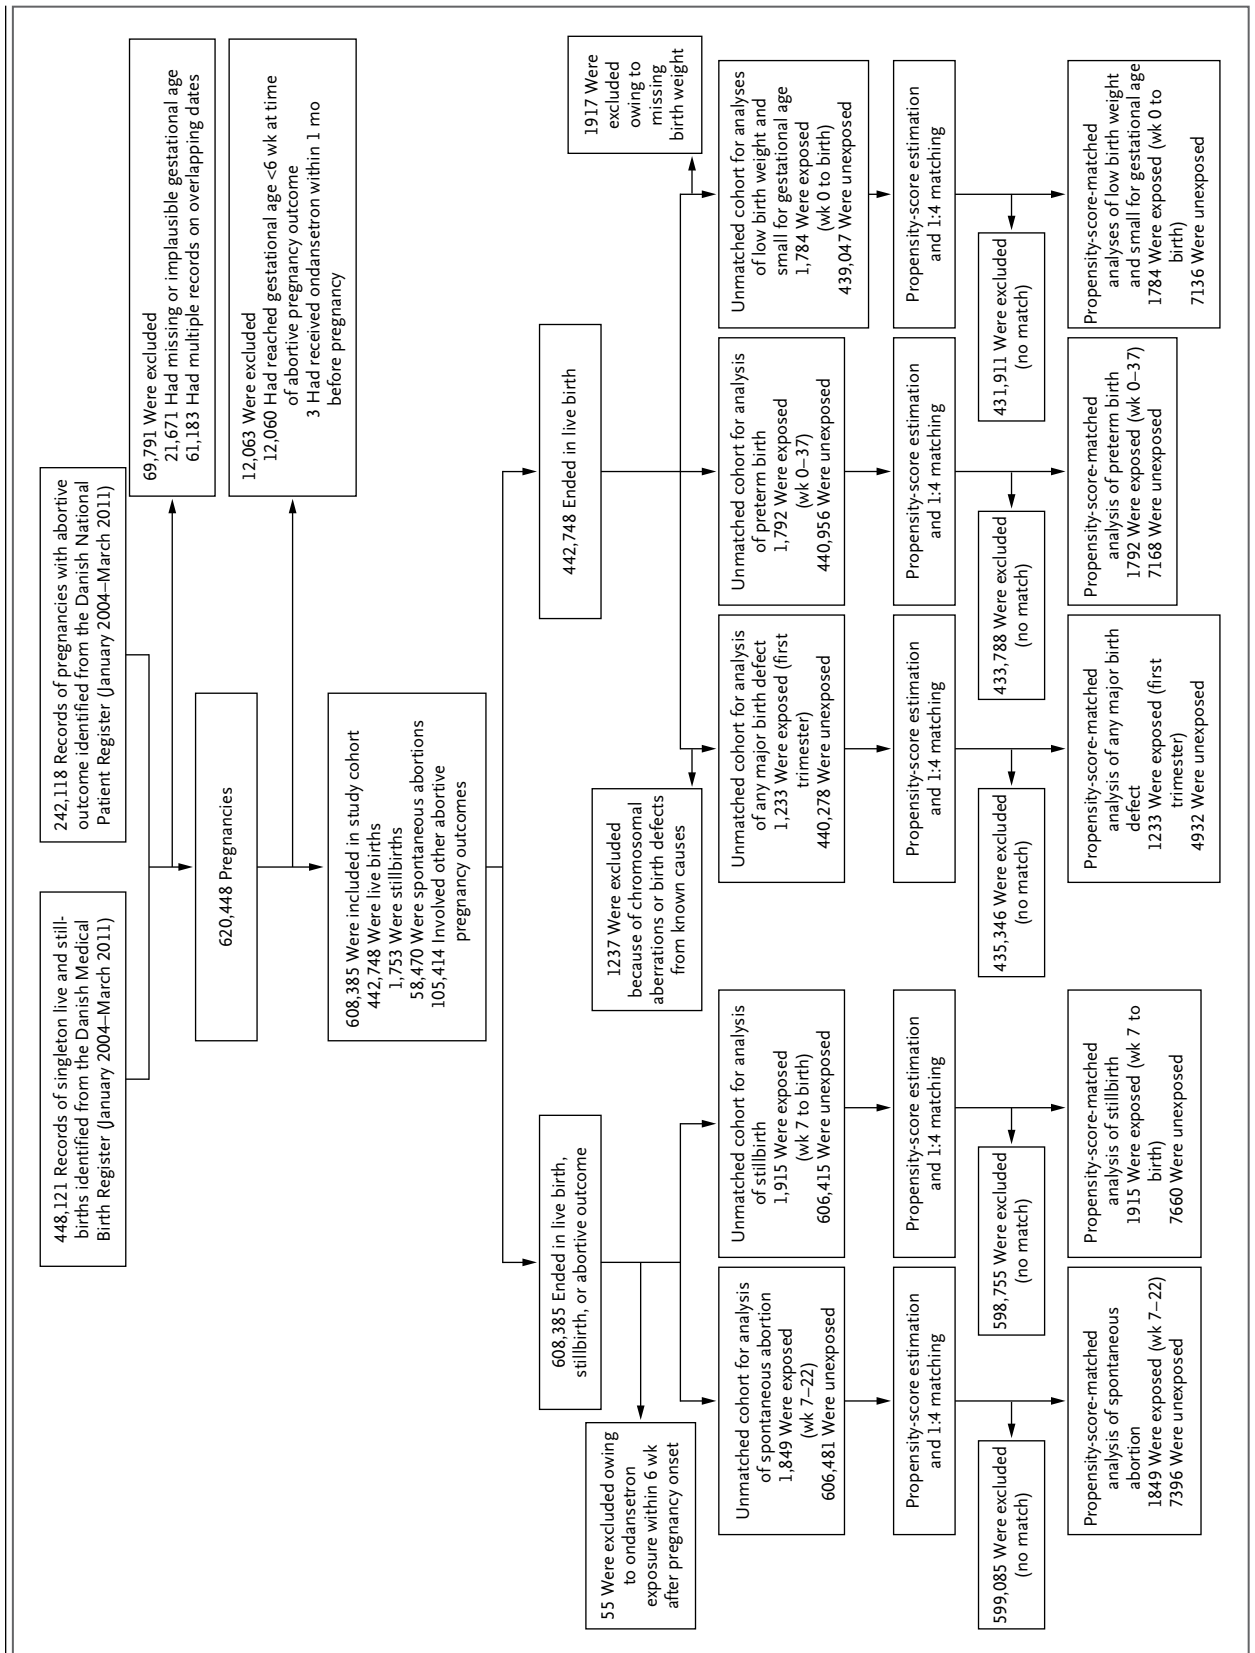 448,121 Records of singleton live and still-
births identified from the Danish Medical
Birth Register (January 2004–March 2011)
242,118 Records of pregnancies with abortive
outcome identified from the Danish National
Patient Register (January 2004–March 2011)
69,791 Were excluded
21,671 Had missing or implausible gestational age
61,183 Had multiple records on overlapping dates
620,448 Pregnancies
12,063 Were excluded
12,060 Had reached gestational age <6 wk at time
of abortive pregnancy outcome
3 Had received ondansetron within 1 mo
before pregnancy
608,385 Were included in study cohort
442,748 Were live births
1,753 Were stillbirths
58,470 Were spontaneous abortions
105,414 Involved other abortive
pregnancy outcomes
608,385 Ended in live birth,
stillbirth, or abortive outcome
442,748 Ended in live birth
55 Were excluded owing
to ondansetron
exposure within 6 wk
after pregnancy onset
1237 Were excluded
because of chromosomal
aberrations or birth defects
from known causes
1917 Were
excluded
owing to
missing
birth weight
Unmatched cohort for analysis
of spontaneous abortion
1,849 Were exposed
(wk 7–22)
606,481 Were unexposed
Unmatched cohort for analysis
of stillbirth
1,915 Were exposed
(wk 7 to birth)
606,415 Were unexposed
Unmatched cohort for analysis
of any major birth defect
1,233 Were exposed (first
trimester)
440,278 Were unexposed
Unmatched cohort for analysis
of preterm birth
1,792 Were exposed
(wk 0–37)
440,956 Were unexposed
Unmatched cohort for analyses
of low birth weight and
small for gestational age
1,784 Were exposed
(wk 0 to birth)
439,047 Were unexposed
Propensity-score estimation
and 1:4 matching
Propensity-score estimation
and 1:4 matching
Propensity-score estimation
and 1:4 matching
Propensity-score estimation
and 1:4 matching
Propensity-score estimation
and 1:4 matching
599,085 Were excluded
(no match)
598,755 Were excluded
(no match)
435,346 Were excluded
(no match)
433,788 Were excluded
(no match)
431,911 Were excluded
(no match)
Propensity-score-matched
analysis of spontaneous
abortion
1849 Were exposed (wk 7–22)
7396 Were unexposed
Propensity-score-matched
analysis of stillbirth
1915 Were exposed (wk 7 to
birth)
7660 Were unexposed
Propensity-score-matched
analysis of any major birth
defect
1233 Were exposed (first
trimester)
4932 Were unexposed
Propensity-score-matched
analysis of preterm birth
1792 Were exposed (wk 0–37)
7168 Were unexposed
Propensity-score-matched
analyses of low birth weight
and small for gestational age
1784 Were exposed (wk 0 to
birth)
7136 Were unexposed